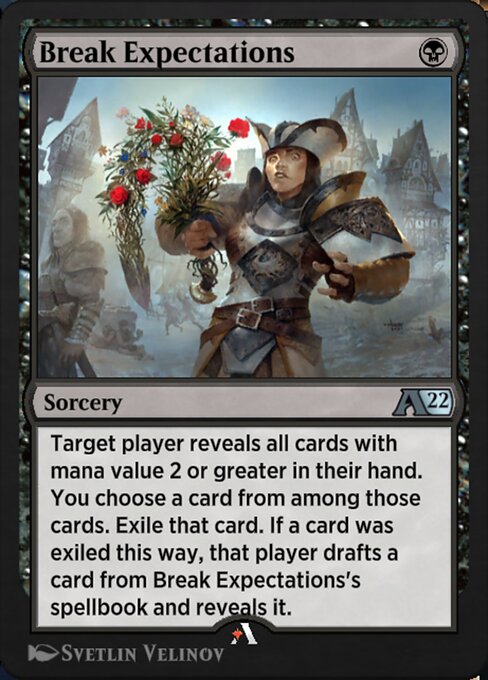 Break Expectations
Sorcery
A22
Target player reveals all cards with
mana value 2 or greater in their hand.
You choose a card from among those
cards. Exile that card. If a card was
exiled this way, that player drafts a
card from Break Expectations's
spellbook and reveals it.
Svetlin Velinov